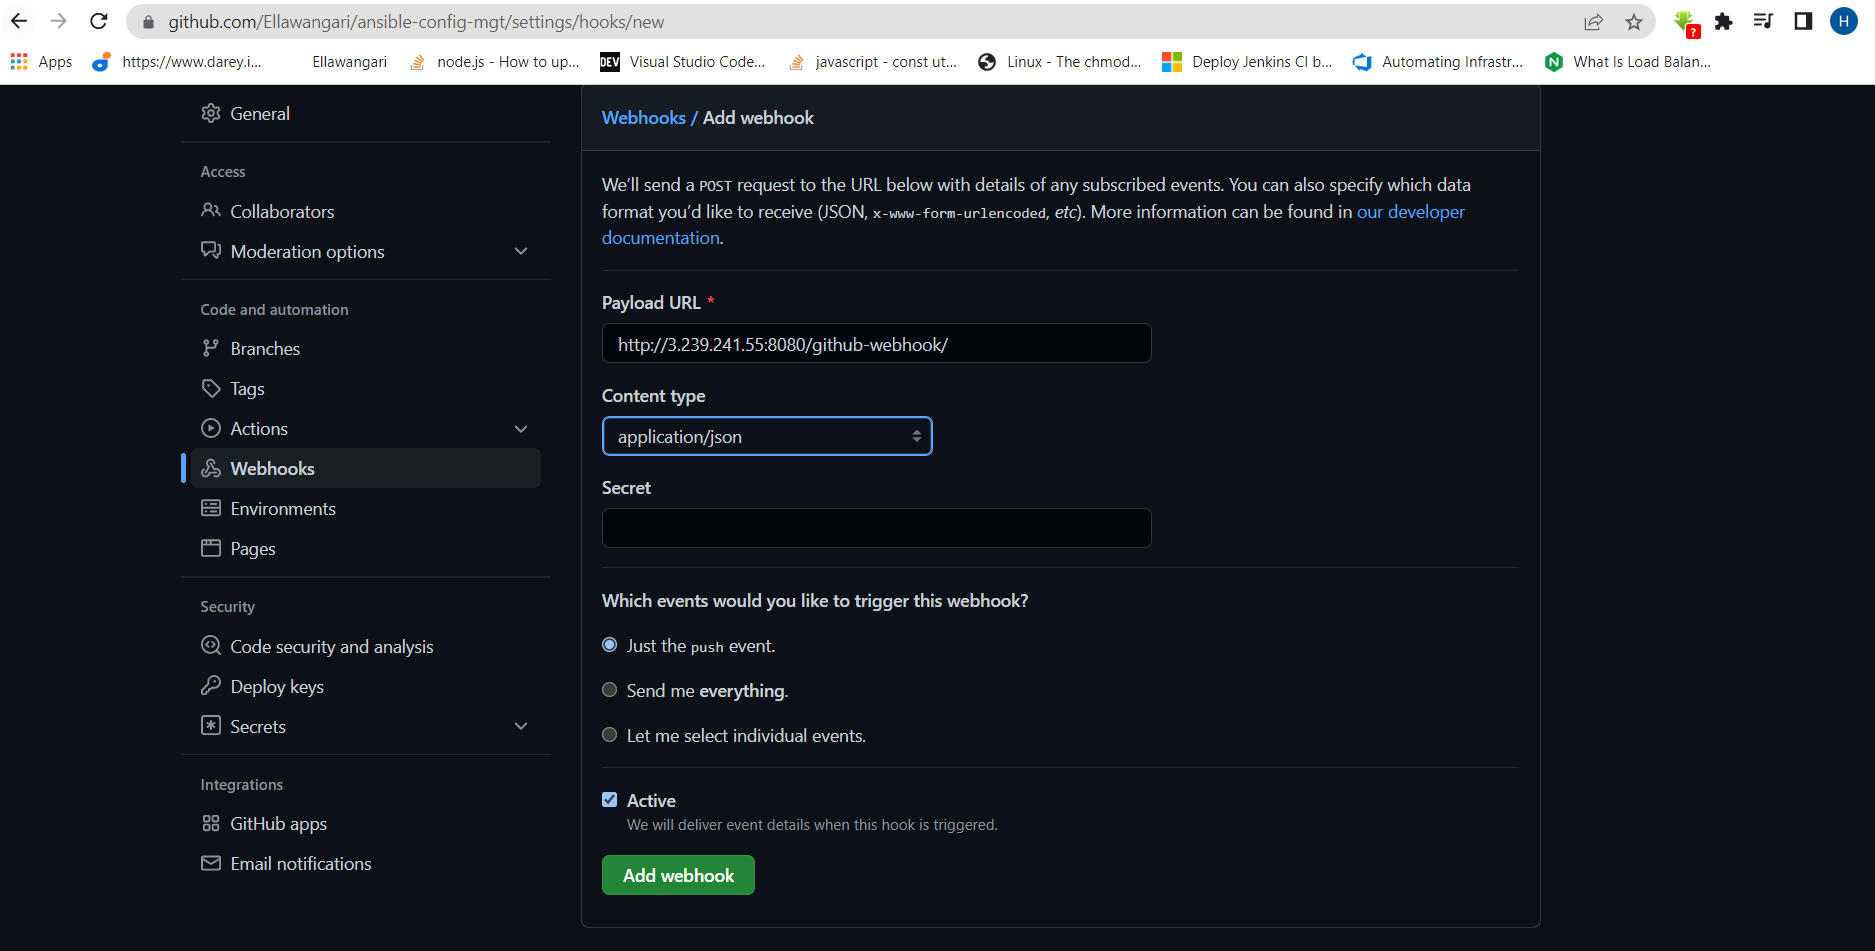 github.com/Ellawangari/ansible-config-mgt/settings/hooks/new
?
H
Apps
https://www.darey.i...
Ellawangari
node.js - How to up...
DEV
Visual Studio Code...
javascript - const ut...
Linux - The chmod...
Deploy Jenkins CI b...
Automating Infrastr...
N
What Is Load Balan...
General
Access
Collaborators
Moderation options
Code and automation
Branches
Tags
Actions
Webhooks
Environments
Pages
Security
Code security and analysis
Deploy keys
Secrets
Integrations
GitHub apps
Email notifications
Webhooks / Add webhook
We'll send a POST request to the URL below with details of any subscribed events. You can also specify which data
format you'd like to receive (JSON, x-www-form-urlencoded, etc). More information can be found in our developer
documentation.
Payload URL *
http://3.239.241.55:8080/github-webhook/
Content type
application/json
Secret
Which events would you like to trigger this webhook?
Just the push event.
Send me everything.
Let me select individual events.
Active
We will deliver event details when this hook is triggered.
Add webhook